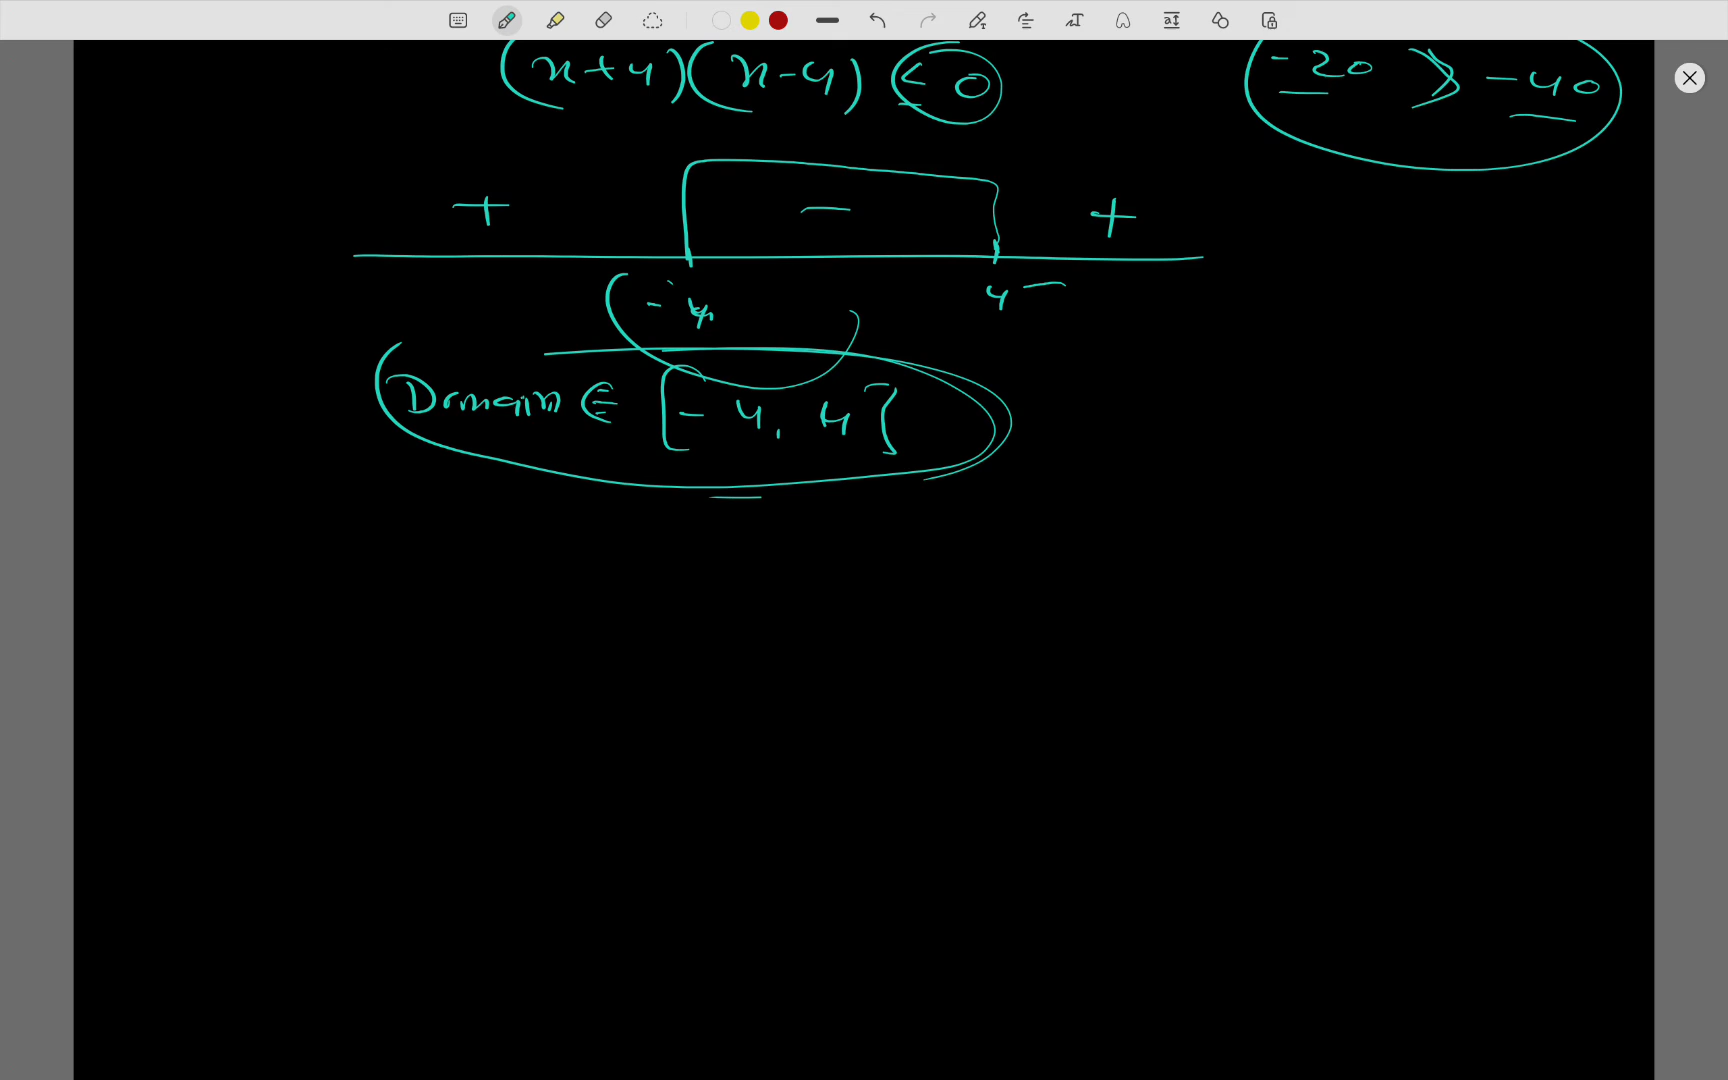 (x+4)(x-4) ≤ 0
-20 > -40
+ - +
-4 4
Domain ∈ [-4, 4]